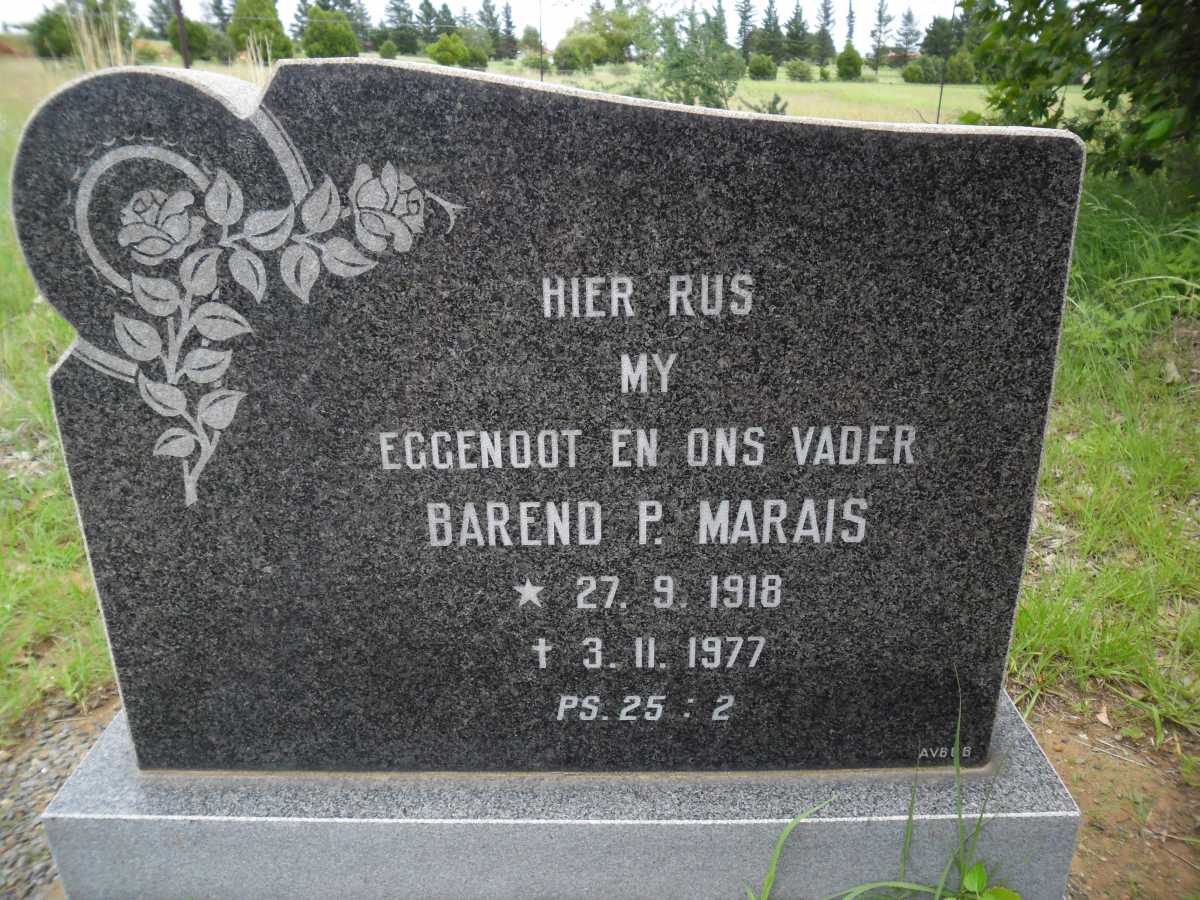 HIER RUS
MY
EGGENOOT EN ONS VADER
BAREND P. MARAIS
★ 27. 9. 1918
† 3. 11. 1977
PS. 25 : 2
AVBOB